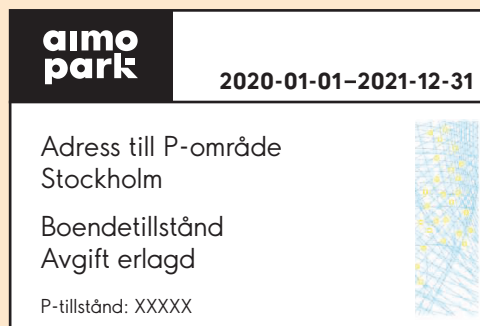 aimo
park
2020-01-01–2021-12-31
Adress till P-område
Stockholm
Boendetillstånd
Avgift erlagd
P-tillstånd: XXXXX